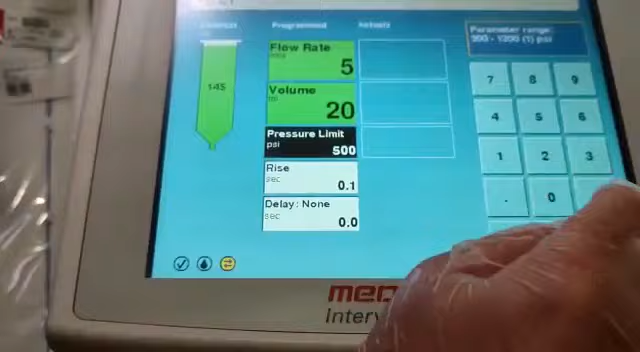 Contrast
Programmed
Actuals
Parameter range:
300 - 1200 (1) psi
Flow Rate
ml/s
5
Volume
ml
20
Pressure Limit
psi
500
Rise
sec
0.1
Delay: None
sec
0.0
145
7 8 9
4 5 6
1 2 3
. 0